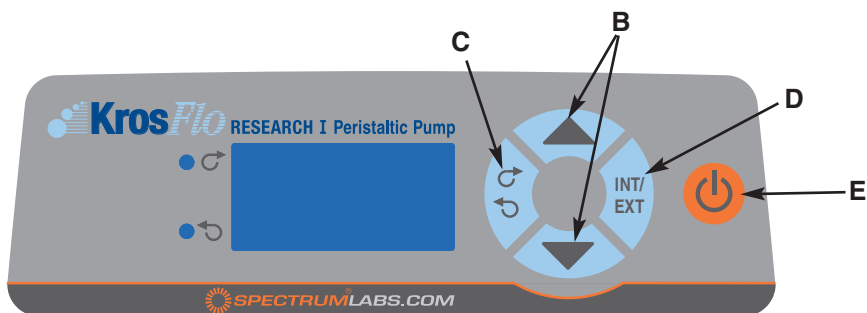 B
C
D
KrosFlo RESEARCH I Peristaltic Pump
INT/
EXT
E
SPECTRUMLABS.COM